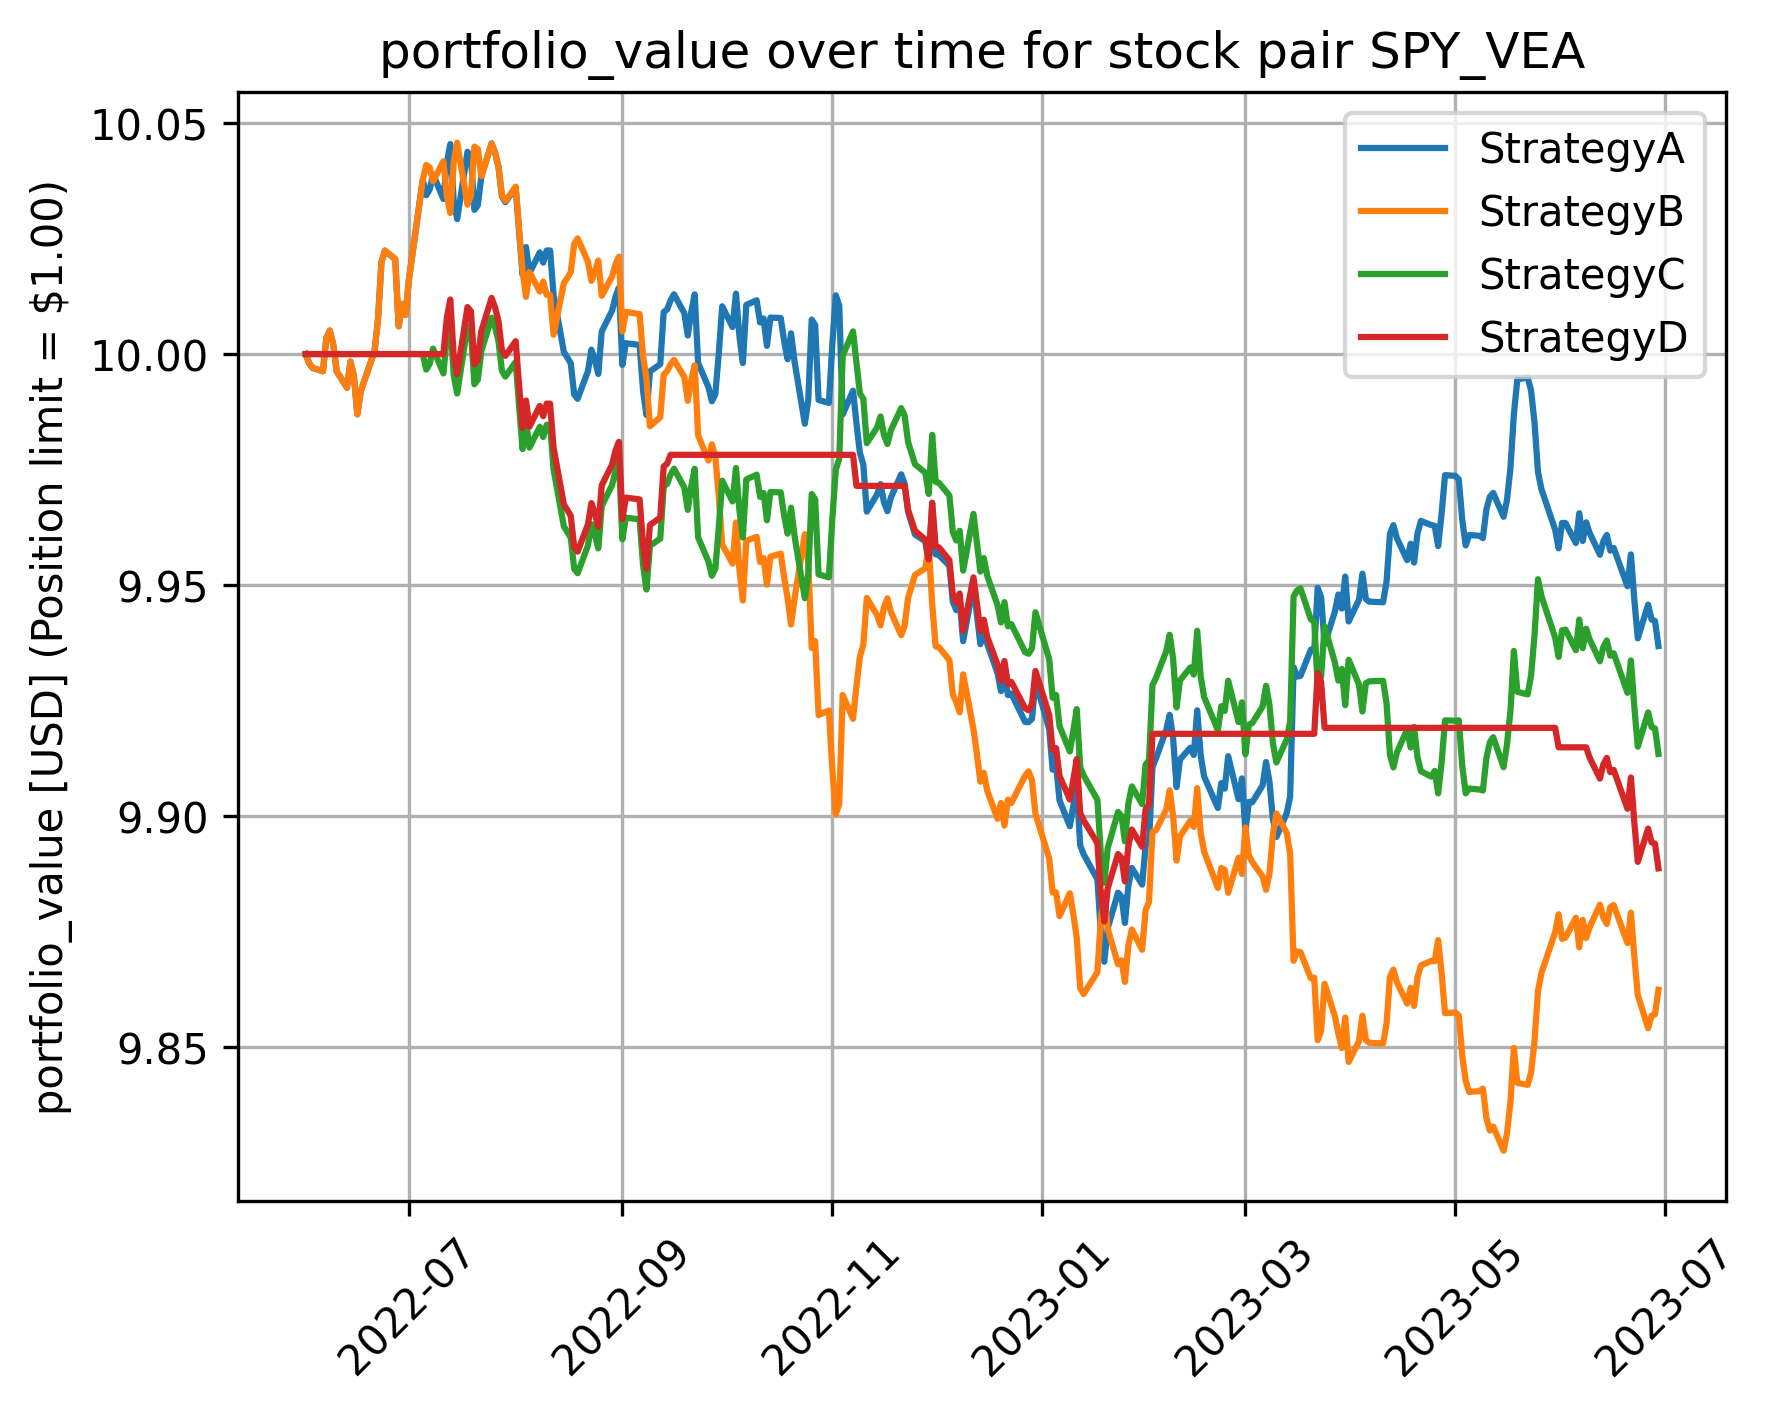 portfolio_value over time for stock pair SPY_VEA
portfolio_value [USD] (Position limit = $1.00)
10.05
10.00
9.95
9.90
9.85
StrategyA
StrategyB
StrategyC
StrategyD
2022-07
2022-09
2022-11
2023-01
2023-03
2023-05
2023-07